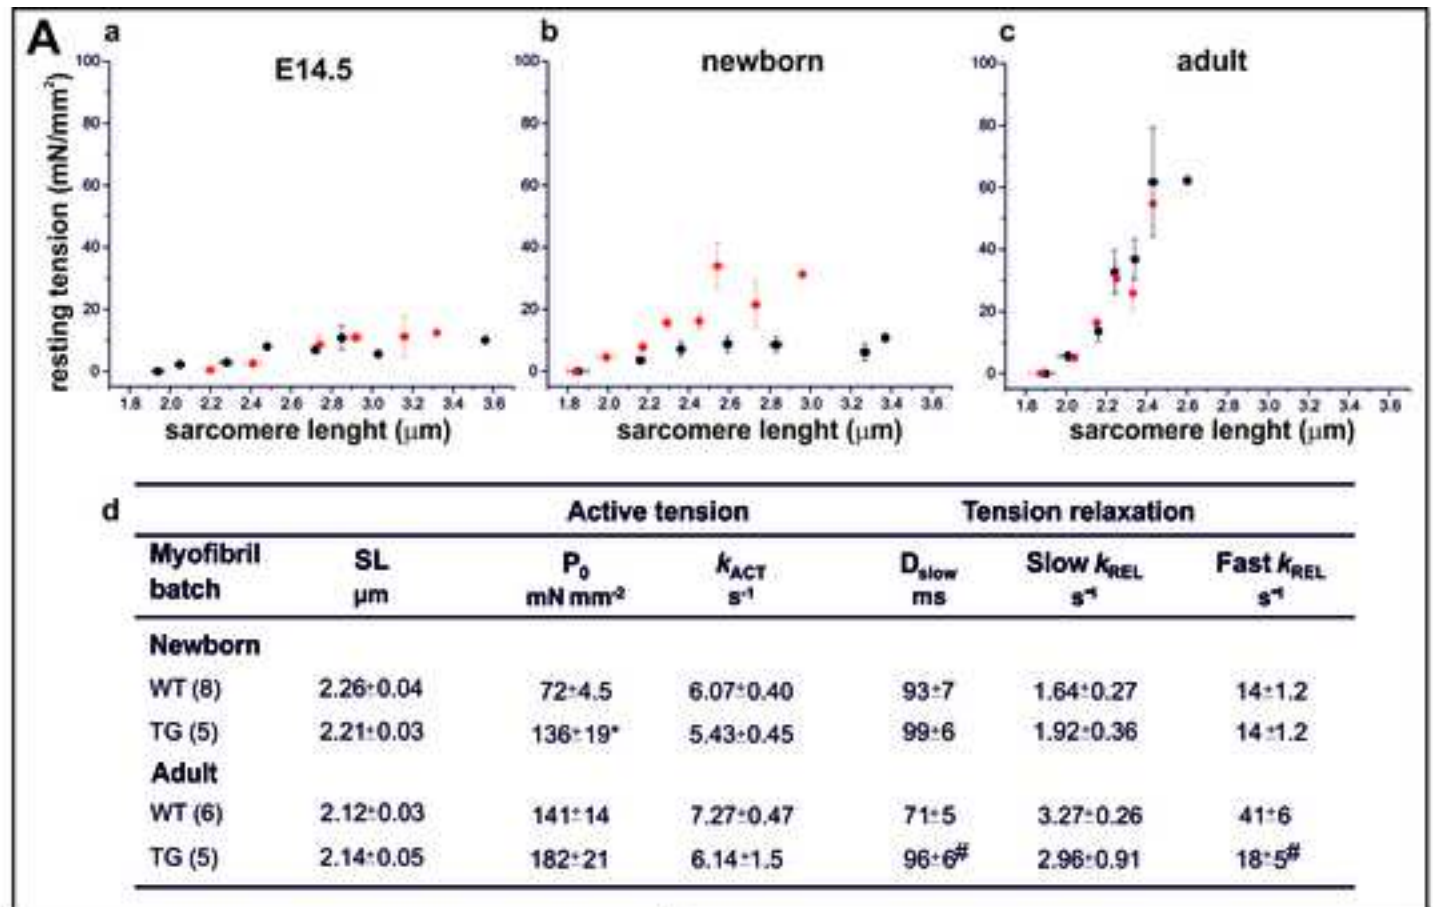 A
a
E14.5
resting tension (mN/mm²)
100
80
60
40
20
0
1.8 2.0 2.2 2.4 2.6 2.8 3.0 3.2 3.4 3.6
sarcomere lenght (μm)
b
newborn
100
80
60
40
20
0
1.8 2.0 2.2 2.4 2.6 2.8 3.0 3.2 3.4 3.6
sarcomere lenght (μm)
c
adult
100
80
60
40
20
0
1.8 2.0 2.2 2.4 2.6 2.8 3.0 3.2 3.4 3.6
sarcomere lenght (μm)
d
Active tension Tension relaxation
Myofibril batch SL μm P₀ mN mm⁻² kACT s⁻¹ Dslow ms Slow kREL s⁻¹ Fast kREL s⁻¹
Newborn
WT (8) 2.26±0.04 72±4.5 6.07±0.40 93±7 1.64±0.27 14±1.2
TG (5) 2.21±0.03 136±19* 5.43±0.45 99±6 1.92±0.36 14±1.2
Adult
WT (6) 2.12±0.03 141±14 7.27±0.47 71±5 3.27±0.26 41±6
TG (5) 2.14±0.05 182±21 6.14±1.5 96±6# 2.96±0.91 18±5#